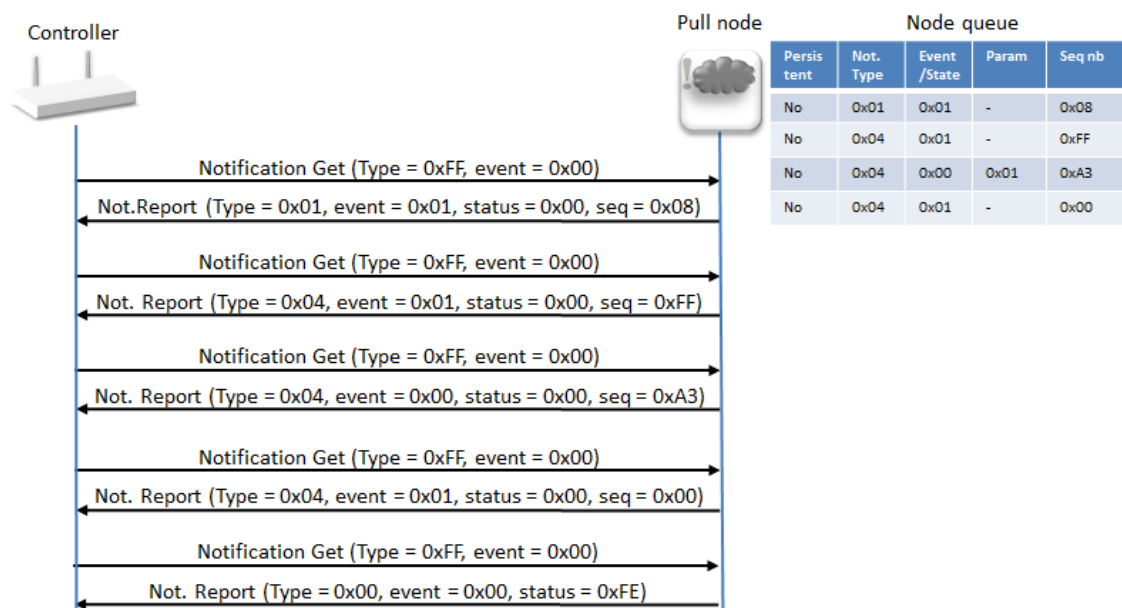 Controller
Pull node
Node queue
Persis tent Not. Type Event /State Param Seq nb
No 0x01 0x01 - 0x08
No 0x04 0x01 - 0xFF
No 0x04 0x00 0x01 0xA3
No 0x04 0x01 - 0x00
Notification Get (Type = 0xFF, event = 0x00)
Not.Report (Type = 0x01, event = 0x01, status = 0x00, seq = 0x08)
Notification Get (Type = 0xFF, event = 0x00)
Not. Report (Type = 0x04, event = 0x01, status = 0x00, seq = 0xFF)
Notification Get (Type = 0xFF, event = 0x00)
Not. Report (Type = 0x04, event = 0x00, status = 0x00, seq = 0xA3)
Notification Get (Type = 0xFF, event = 0x00)
Not. Report (Type = 0x04, event = 0x01, status = 0x00, seq = 0x00)
Notification Get (Type = 0xFF, event = 0x00)
Not. Report (Type = 0x00, event = 0x00, status = 0xFE)